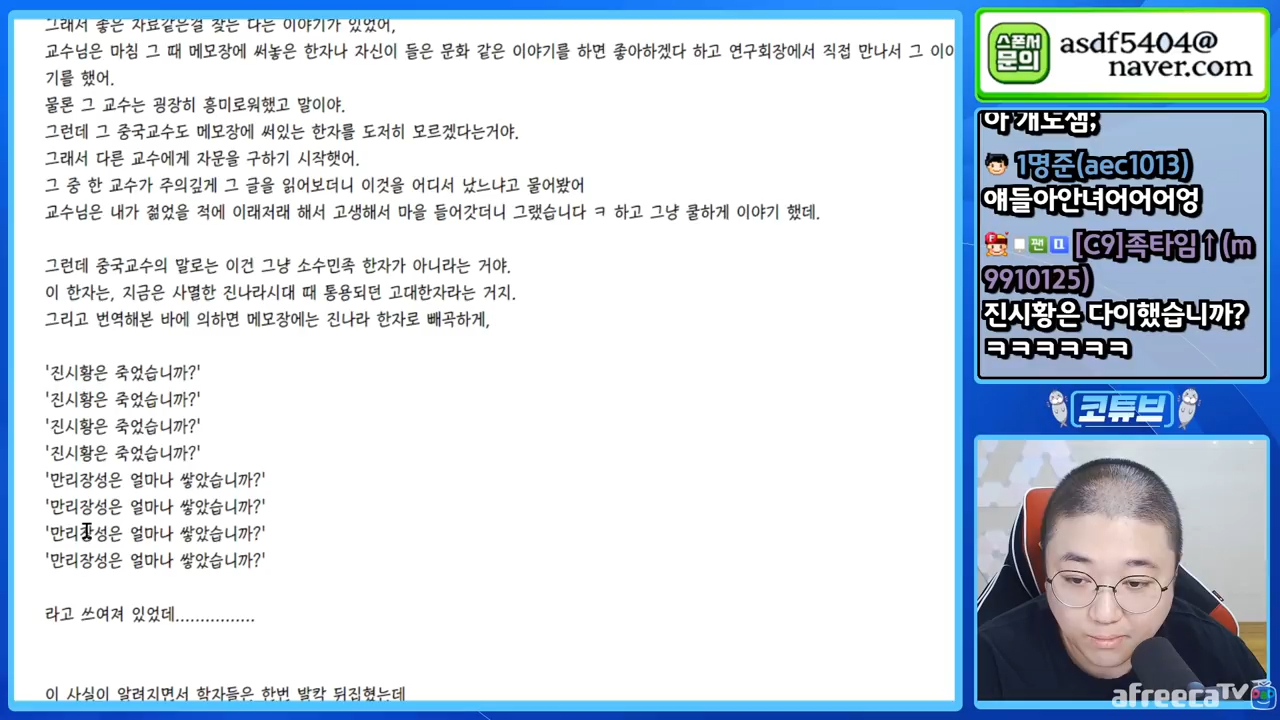 그래서 좋은 자료같은걸 찾는 다는 이야기가 있었어,
교수님은 마침 그 때 메모장에 써놓은 한자나 자신이 들은 문화 같은 이야기를 하면 좋아하겠다 하고 연구회장에서 직접 만나서 그 이야
기를 했어.
물론 그 교수는 굉장히 흥미로워했고 말이야.
그런데 그 중국교수도 메모장에 써있는 한자를 도저히 모르겠다는거야.
그래서 다른 교수에게 자문을 구하기 시작햇어.
그 중 한 교수가 주의깊게 그 글을 읽어보더니 이것을 어디서 났느냐고 물어봤어
교수님은 내가 젊었을 적에 이래저래 해서 고생해서 마을 들어갓더니 그랬습니다 ㅋ 하고 그냥 쿨하게 이야기 했데.
그런데 중국교수의 말로는 이건 그냥 소수민족 한자가 아니라는 거야.
이 한자는, 지금은 사멸한 진나라시대 때 통용되던 고대한자라는 거지.
그리고 번역해본 바에 의하면 메모장에는 진나라 한자로 빼곡하게,
'진시황은 죽었습니까?'
'진시황은 죽었습니까?'
'진시황은 죽었습니까?'
'진시황은 죽었습니까?'
'만리장성은 얼마나 쌓았습니까?'
'만리장성은 얼마나 쌓았습니까?'
'만리장성은 얼마나 쌓았습니까?'
'만리장성은 얼마나 쌓았습니까?'
라고 쓰여져 있었데................
이 사실이 알려지면서 학자들은 한번 발칵 뒤집혔는데
스폰서
문의
asdf5404@
naver.com
아 개노잼;
1명준(aec1013)
얘들아안녀어어어엉
F 팬 [C9]족타임↑(m
9910125)
진시황은 다이했습니까?
ㅋㅋㅋㅋㅋㅋ
코튜브
afreecaTV